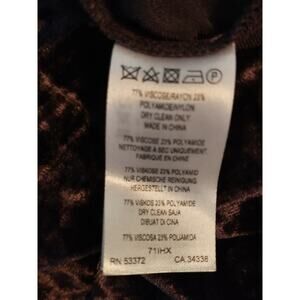 77% VISCOSE/RAYON 23%
POLYAMIDE/NYLON
DRY CLEAN ONLY
MADE IN CHINA
77% VISCOSE 23% POLYAMIDE
NETTOYAGE A SEC UNIQUEMENT
FABRIQUE EN CHINE
77% VISKOSE 23% POLYAMID
NUR CHEMISCHE REINIGUNG
HERGESTELLT IN CHINA
77% VISKOS 23% POLIAMIDE
DRY CLEAN SAJA
DIBUAT DI CINA
77% VISCOSA 23% POLIAMIDA
711HX
RN 53372 CA 34338